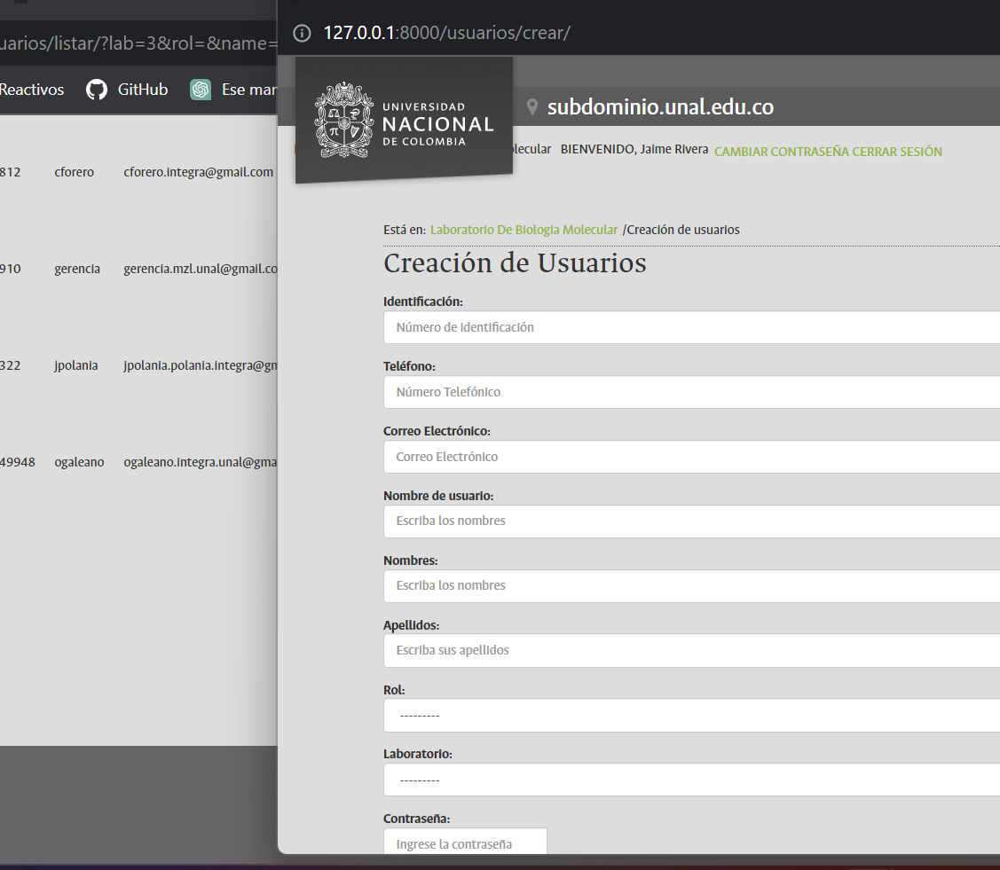 uarios/listar/?lab=3&rol=&name=
Reactivos GitHub Ese mar
812 cforero cforero.integra@gmail.com
910 gerencia gerencia.mzl.unal@gmail.co
322 jpolania jpolania.polania.integra@gm
49948 ogaleano ogaleano.integra.unal@gma
127.0.0.1:8000/usuarios/crear/
UNIVERSIDAD
NACIONAL
DE COLOMBIA
subdominio.unal.edu.co
lecular BIENVENIDO, Jaime Rivera CAMBIAR CONTRASEÑA CERRAR SESIÓN
Está en: Laboratorio De Biologia Molecular /Creación de usuarios
Creación de Usuarios
Identificación:
Número de identificación
Teléfono:
Número Telefónico
Correo Electrónico:
Correo Electrónico
Nombre de usuario:
Escriba los nombres
Nombres:
Escriba los nombres
Apellidos:
Escriba sus apellidos
Rol:
---------
Laboratorio:
---------
Contraseña:
Ingrese la contraseña